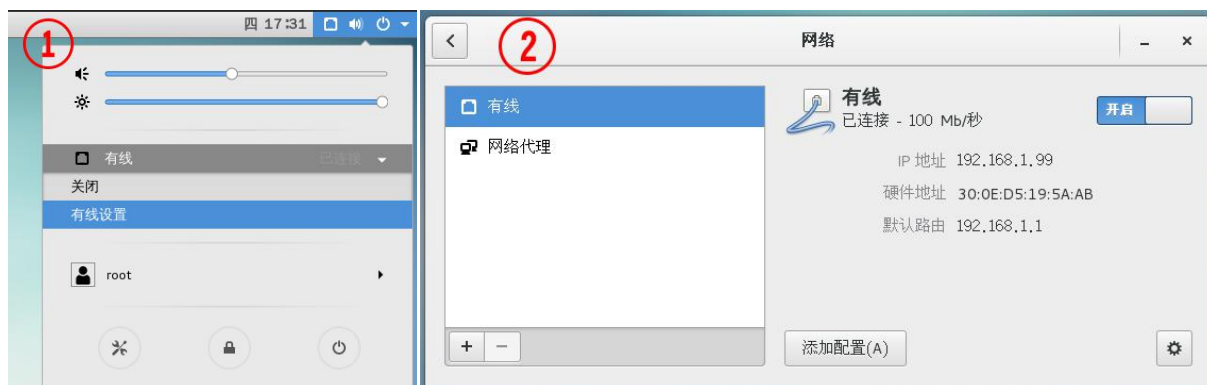 四 17:31
①
有线 已连接
关闭
有线设置
root
②
网络
有线
网络代理
有线
已连接 - 100 Mb/秒
开启
IP 地址 192.168.1.99
硬件地址 30:0E:D5:19:5A:AB
默认路由 192.168.1.1
+ −
添加配置(A)